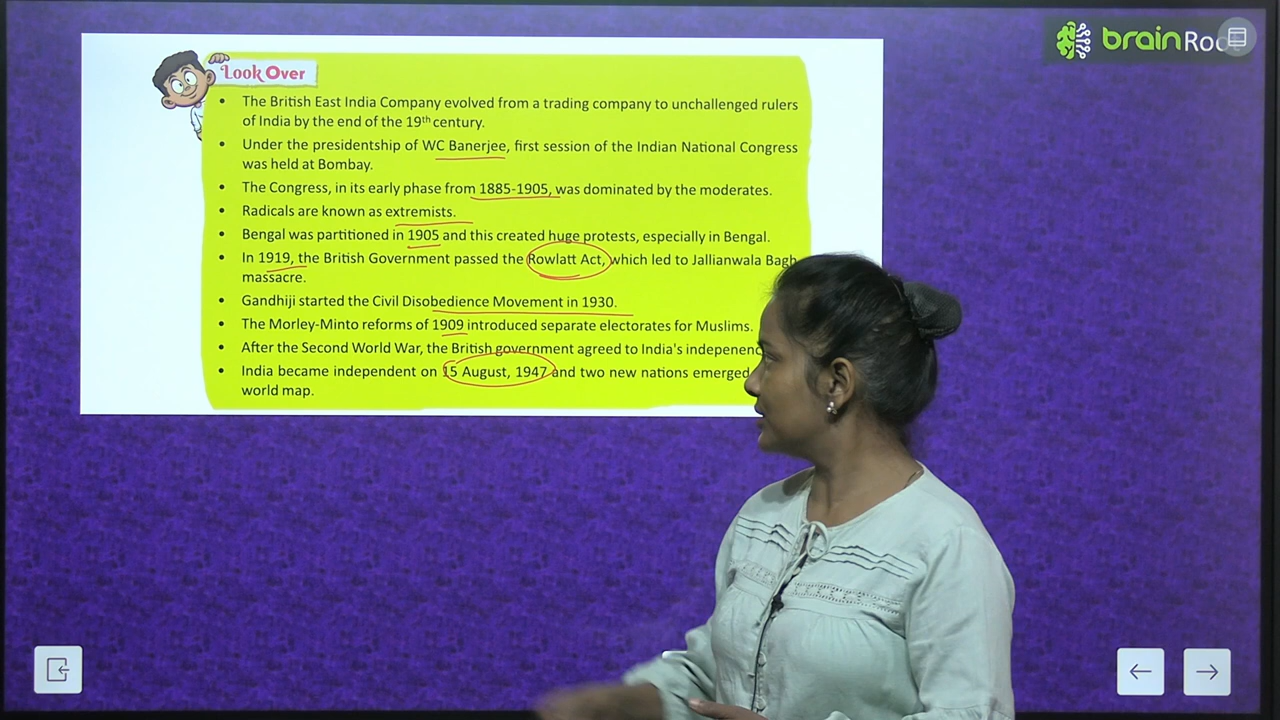 brainRoo
Look Over
• The British East India Company evolved from a trading company to unchallenged rulers
of India by the end of the 19th century.
• Under the presidentship of WC Banerjee, first session of the Indian National Congress
was held at Bombay.
• The Congress, in its early phase from 1885-1905, was dominated by the moderates.
• Radicals are known as extremists.
• Bengal was partitioned in 1905 and this created huge protests, especially in Bengal.
• In 1919, the British Government passed the Rowlatt Act, which led to Jallianwala Bagh
massacre.
• Gandhiji started the Civil Disobedience Movement in 1930.
• The Morley-Minto reforms of 1909 introduced separate electorates for Muslims.
• After the Second World War, the British government agreed to India's
• India became independent on 15 August, 1947 and two new nations emerged
world map.